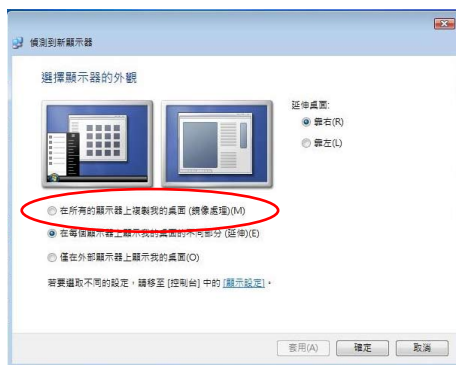 偵測到新顯示器
選擇顯示器的外觀
延伸桌面:
靠右(R)
靠左(L)
在所有的顯示器上複製我的桌面 (鏡像處理)(M)
在每個顯示器上顯示我的桌面的不同部分 (延伸)(E)
僅在外部顯示器上顯示我的桌面(O)
若要選取不同的設定，請移至 [控制台] 中的 [顯示設定]。
套用(A) 確定 取消